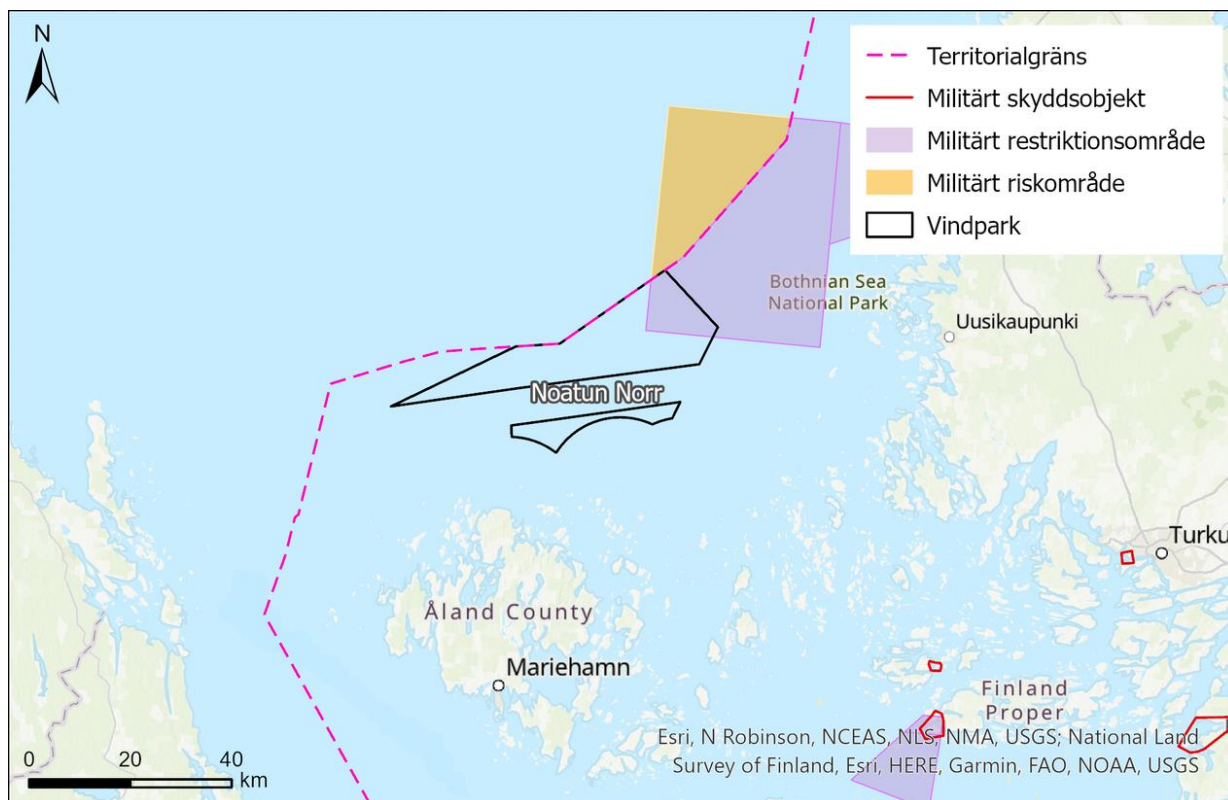 N
Territorialgräns
Militärt skyddsobjekt
Militärt restriktionsområde
Militärt riskområde
Vindpark
Bothnian Sea
National Park
Uusikaupunki
Noatun Norr
Turku
Åland County
Mariehamn
Finland
Proper
0 20 40
km
Esri, N Robinson, NCEAS, NLS, NMA, USGS; National Land
Survey of Finland, Esri, HERE, Garmin, FAO, NOAA, USGS